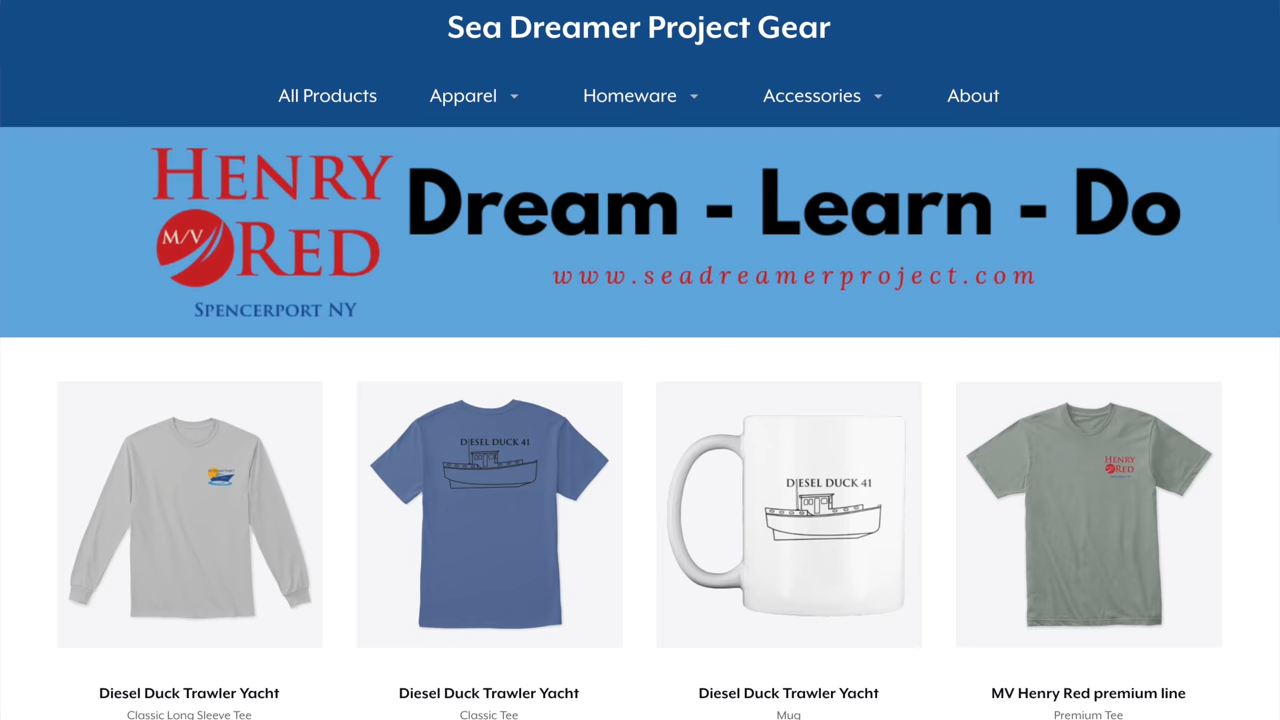 Sea Dreamer Project Gear
All Products Apparel Homeware Accessories About
HENRY
M/V RED
SPENCERPORT NY
Dream - Learn - Do
www.seadreamerproject.com
DIESEL DUCK 41
DIESEL DUCK 41
HENRY
RED
Diesel Duck Trawler Yacht
Classic Long Sleeve Tee
Diesel Duck Trawler Yacht
Classic Tee
Diesel Duck Trawler Yacht
Mug
MV Henry Red premium line
Premium Tee